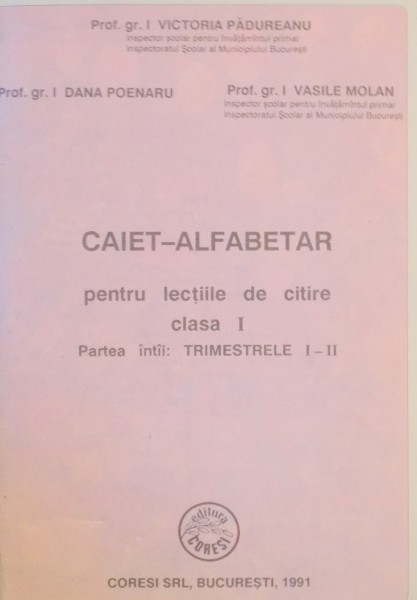 Prof. gr. I VICTORIA PĂDUREANU
Inspector școlar pentru învățămîntul primar
Inspectoratul Școlar al Municipiului București
Prof. gr. I DANA POENARU
Prof. gr. I VASILE MOLAN
Inspector școlar pentru învățămîntul primar
Inspectoratul Școlar al Municipiului București
CAIET–ALFABETAR
pentru lecțiile de citire
clasa I
Partea întîi: TRIMESTRELE I – II
editura
CORESI
CORESI SRL, BUCUREȘTI, 1991